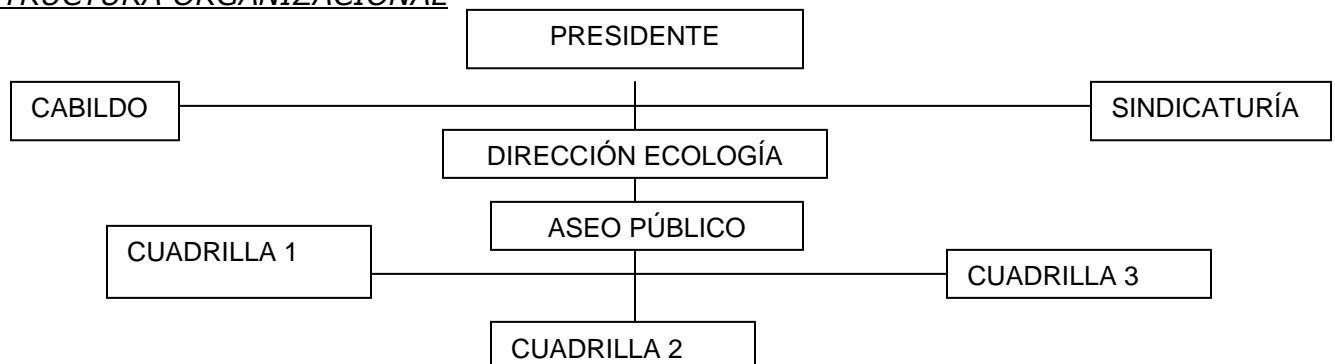 TRUCTURA ORGANIZACIONAL
PRESIDENTE
CABILDO
SINDICATURÍA
DIRECCIÓN ECOLOGÍA
ASEO PÚBLICO
CUADRILLA 1
CUADRILLA 3
CUADRILLA 2